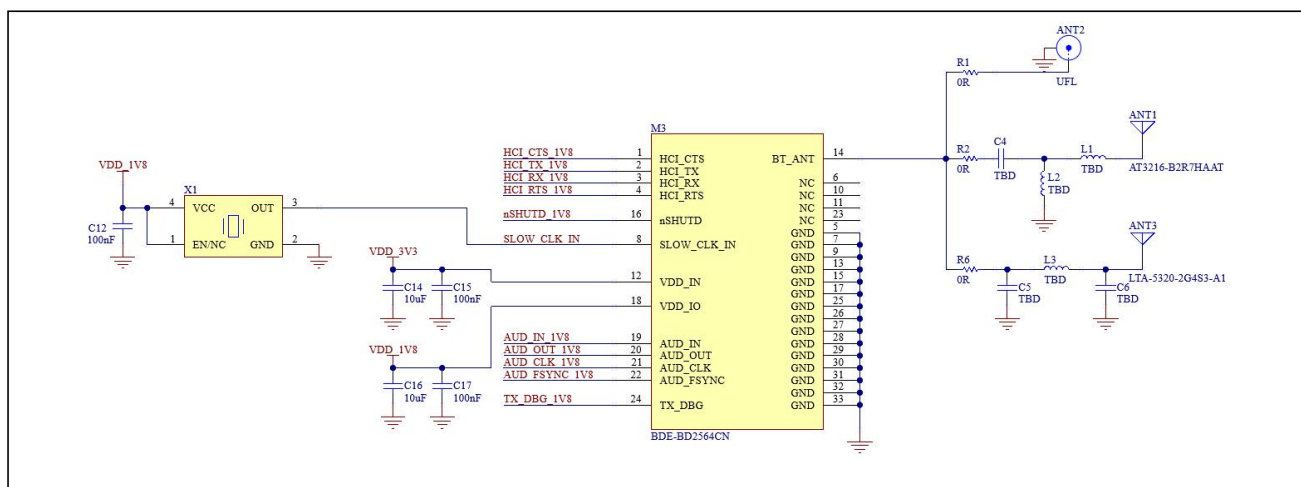 ANT2
R1
0R
UFL
M3
ANT1
VDD_1V8
HCI_CTS_1V8 1 HCI_CTS BT_ANT 14
HCI_TX_1V8 2 HCI_TX
HCI_RX_1V8 3 HCI_RX
HCI_RTS_1V8 4 HCI_RTS
NC 6
NC 10
NC 11
NC 23
R2
0R
C4
TBD
L1
TBD
AT3216-B2R7HAAT
L2
TBD
X1
4 VCC OUT 3
1 EN/NC GND 2
C12
100nF
nSHUTD_1V8 16 nSHUTD
SLOW_CLK_IN 8 SLOW_CLK_IN
GND 5
GND 7
GND 9
GND 13
GND 15
GND 17
GND 25
GND 26
GND 27
GND 28
GND 29
GND 30
GND 31
GND 32
GND 33
ANT3
R6
0R
L3
TBD
LTA-5320-2G4S3-A1
C5
TBD
C6
TBD
VDD_3V3
12 VDD_IN
C14
10uF
C15
100nF
18 VDD_IO
VDD_1V8
C16
10uF
C17
100nF
AUD_IN_1V8 19 AUD_IN
AUD_OUT_1V8 20 AUD_OUT
AUD_CLK_1V8 21 AUD_CLK
AUD_FSYNC_1V8 22 AUD_FSYNC
TX_DBG_1V8 24 TX_DBG
BDE-BD2564CN